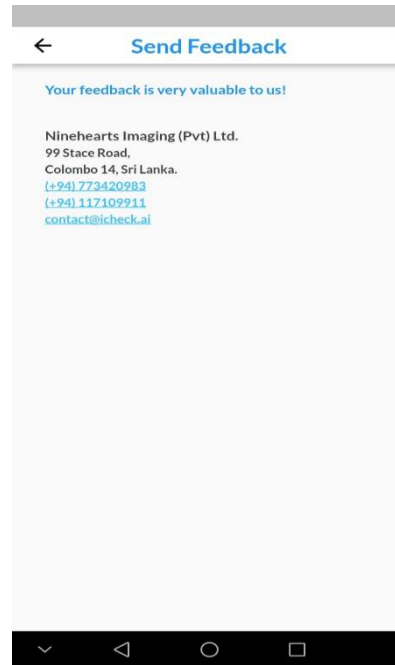 Send Feedback
Your feedback is very valuable to us!
Ninehearts Imaging (Pvt) Ltd.
99 Stace Road,
Colombo 14, Sri Lanka.
(+94) 773420983
(+94) 117109911
contact@icheck.ai